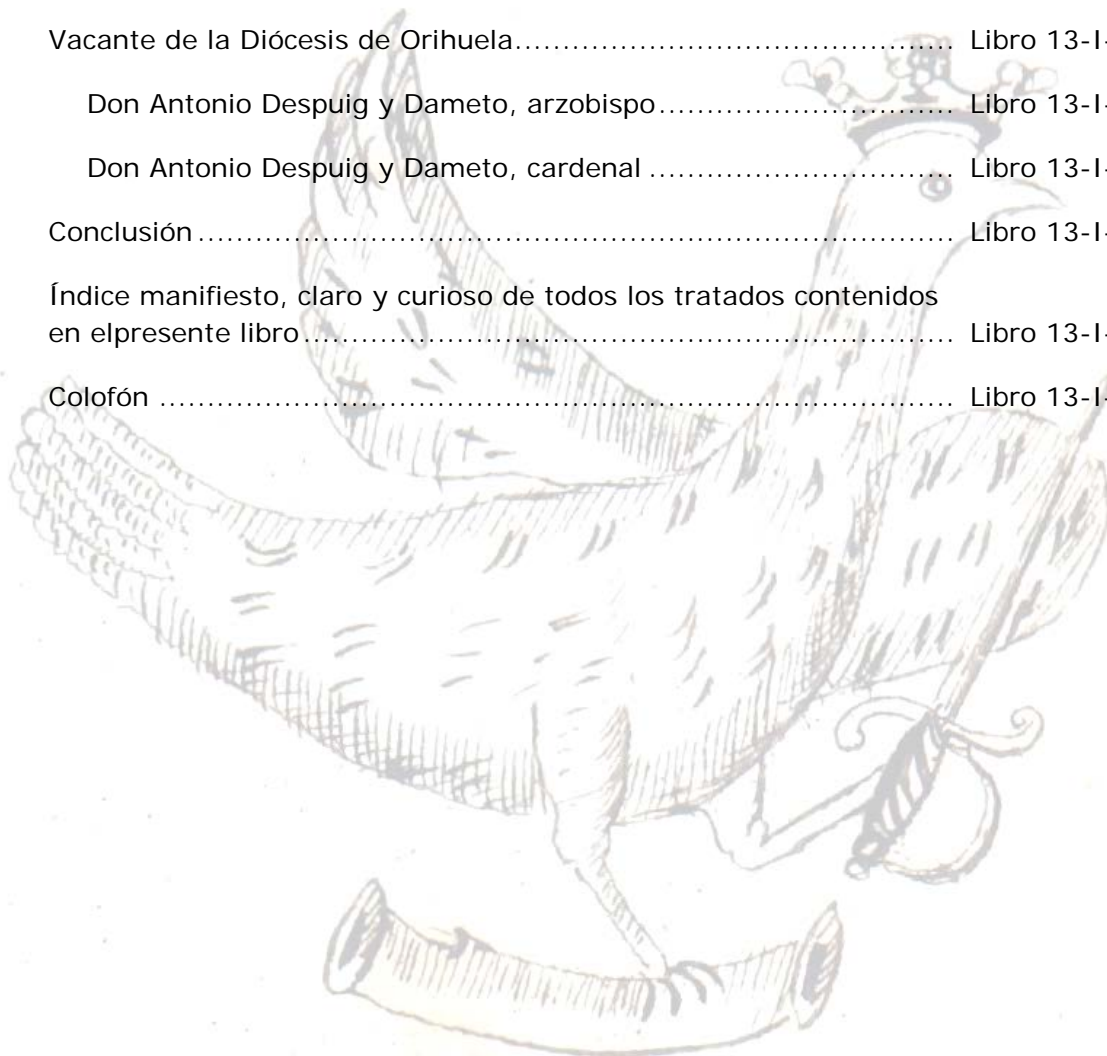 Vacante de la Diócesis de Orihuela.............................................. Libro 13-I-
Don Antonio Despuig y Dameto, arzobispo............................... Libro 13-I-
Don Antonio Despuig y Dameto, cardenal ................................ Libro 13-I-
Conclusión............................................................................... Libro 13-I-
Índice manifiesto, claro y curioso de todos los tratados contenidos
en elpresente libro.................................................................... Libro 13-I-
Colofón ................................................................................... Libro 13-I-